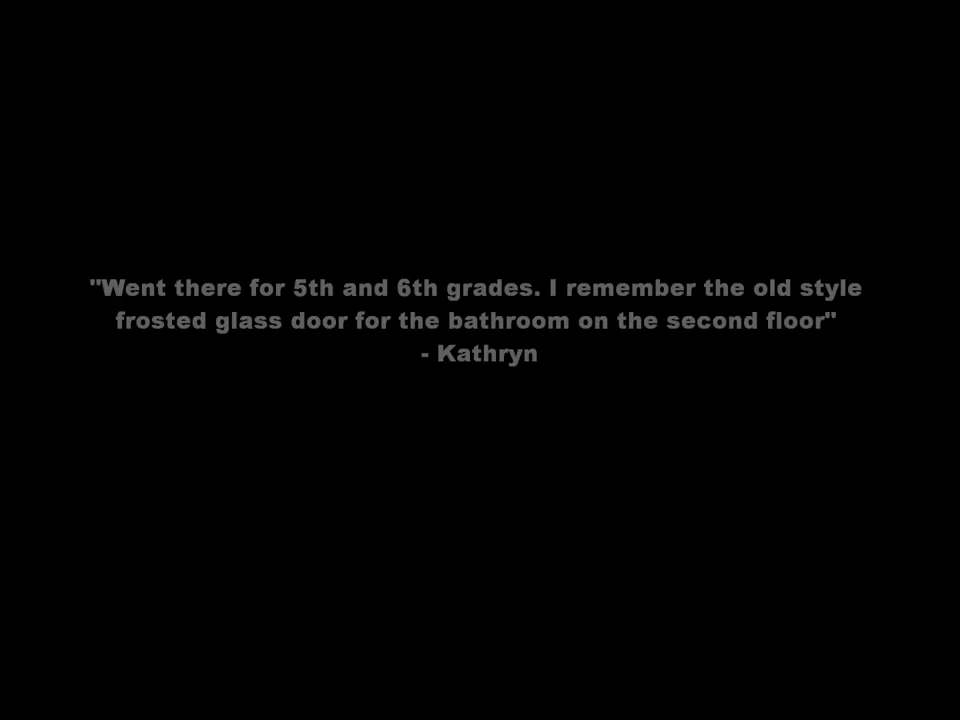 "Went there for 5th and 6th grades. I remember the old style
frosted glass door for the bathroom on the second floor"
- Kathryn